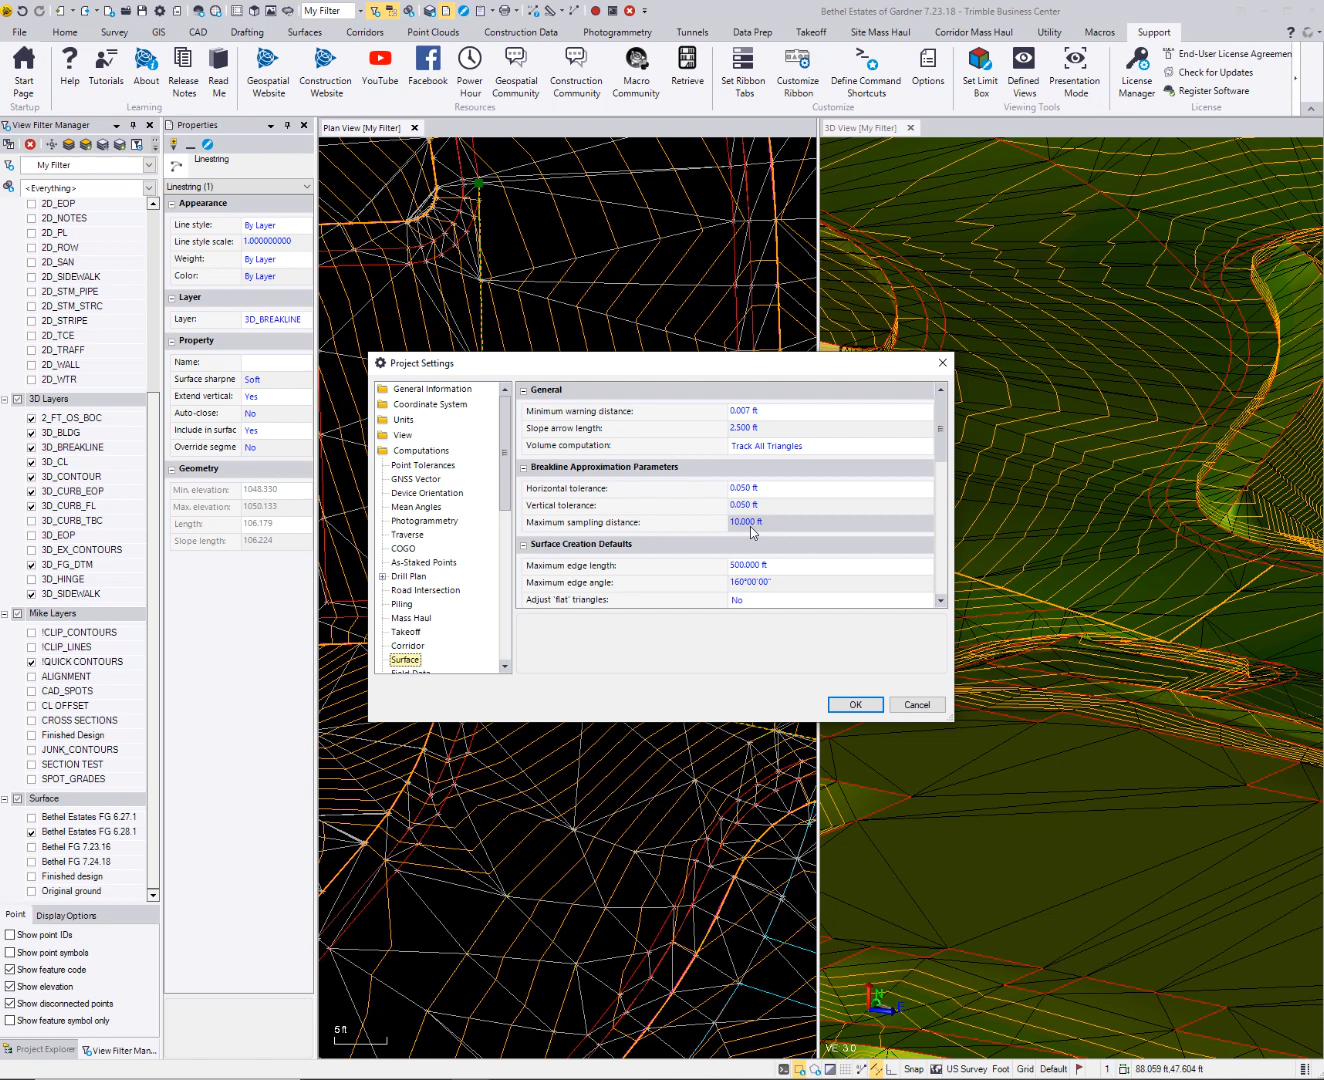 My Filter
Bethel Estates of Gardner 7.23.18 - Trimble Business Center
File Home Survey GIS CAD Drafting Surfaces Corridors Point Clouds Construction Data Photogrammetry Tunnels Data Prep Takeoff Site Mass Haul Corridor Mass Haul Utility Macros Support
Start Page
Help
Tutorials
About
Release Notes
Read Me
Geospatial Website
Construction Website
YouTube
Facebook
Power Hour
Geospatial Community
Construction Community
Macro Community
Retrieve
Set Ribbon Tabs
Customize Ribbon
Define Command Shortcuts
Options
Set Limit Box
Defined Views
Presentation Mode
License Manager
End-User License Agreemen
Check for Updates
Register Software
Startup Learning Resources Customize Viewing Tools License
View Filter Manager
My Filter
<Everything>
2D_EOP
2D_NOTES
2D_PL
2D_ROW
2D_SAN
2D_SIDEWALK
2D_STM_PIPE
2D_STM_STRC
2D_STRIPE
2D_TCE
2D_TRAFF
2D_WALL
2D_WTR
3D Layers
2_FT_OS_BOC
3D_BLDG
3D_BREAKLINE
3D_CL
3D_CONTOUR
3D_CURB_EOP
3D_CURB_FL
3D_CURB_TBC
3D_EOP
3D_EX_CONTOURS
3D_FG_DTM
3D_HINGE
3D_SIDEWALK
Mike Layers
!CLIP_CONTOURS
!CLIP_LINES
!QUICK CONTOURS
ALIGNMENT
CAD_SPOTS
CL OFFSET
CROSS SECTIONS
Finished Design
JUNK_CONTOURS
SECTION TEST
SPOT_GRADES
Surface
Bethel Estates FG 6.27.1
Bethel Estates FG 6.28.1
Bethel FG 7.23.16
Bethel FG 7.24.18
Finished design
Original ground
Point Display Options
Show point IDs
Show point symbols
Show feature code
Show elevation
Show disconnected points
Show feature symbol only
Project Explorer View Filter Man...
Properties
Linestring
Linestring (1)
Appearance
Line style: By Layer
Line style scale: 1.000000000
Weight: By Layer
Color: By Layer
Layer
Layer: 3D_BREAKLINE
Property
Name:
Surface sharpne Soft
Extend vertical: Yes
Auto-close: No
Include in surfac Yes
Override segme No
Geometry
Min. elevation: 1048.330
Max. elevation: 1050.133
Length: 106.179
Slope length: 106.224
Plan View [My Filter]
5 ft
3D View [My Filter]
N
E
VE 3.0
Project Settings
General Information
Coordinate System
Units
View
Computations
Point Tolerances
GNSS Vector
Device Orientation
Mean Angles
Photogrammetry
Traverse
COGO
As-Staked Points
Drill Plan
Road Intersection
Piling
Mass Haul
Takeoff
Corridor
Surface
Field Data
General
Minimum warning distance: 0.007 ft
Slope arrow length: 2.500 ft
Volume computation: Track All Triangles
Breakline Approximation Parameters
Horizontal tolerance: 0.050 ft
Vertical tolerance: 0.050 ft
Maximum sampling distance: 10.000 ft
Surface Creation Defaults
Maximum edge length: 500.000 ft
Maximum edge angle: 160°00'00"
Adjust 'flat' triangles: No
OK Cancel
Snap US Survey Foot Grid Default 1 88.059 ft,47.604 ft